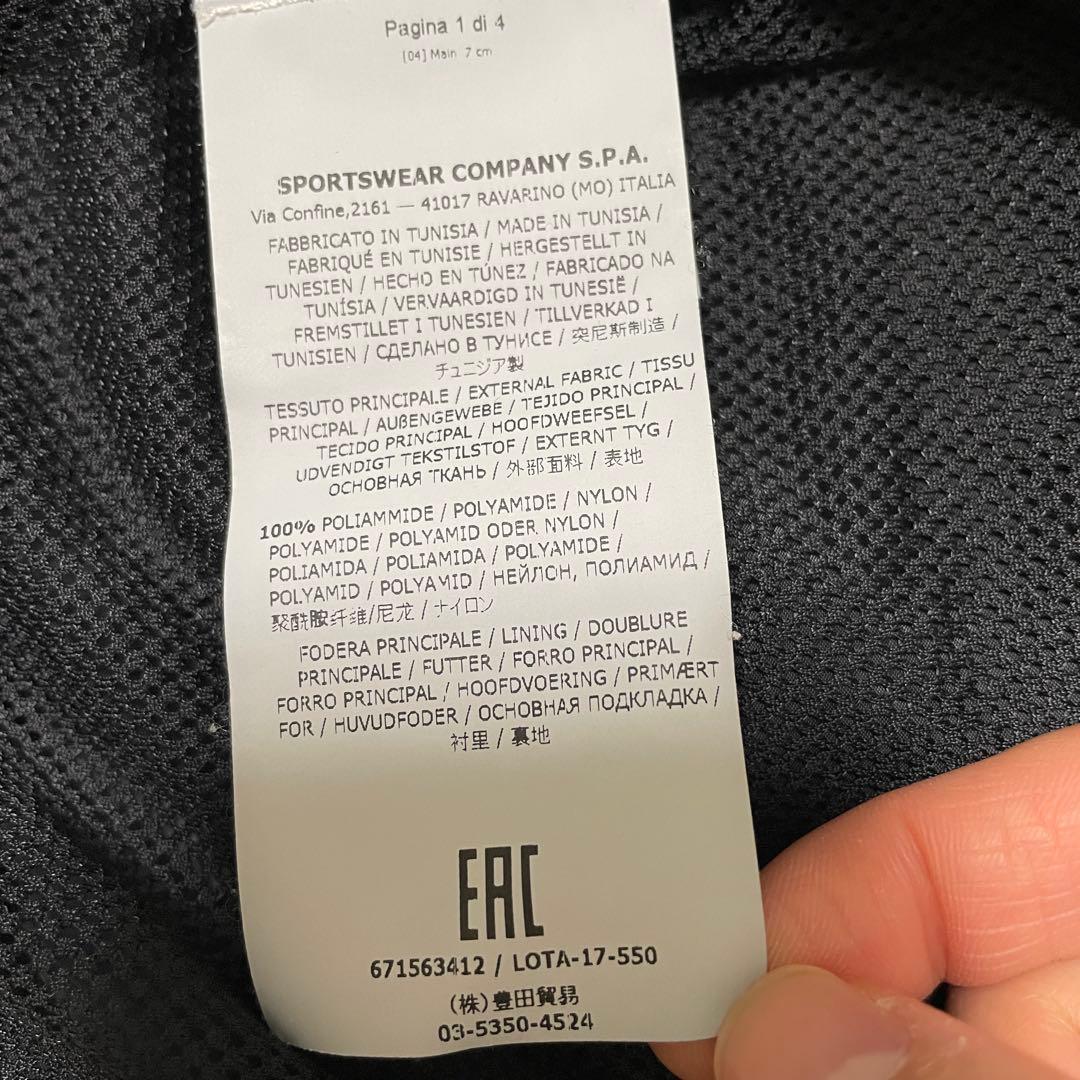 Pagina 1 di 4
[04] Main 7 cm
SPORTSWEAR COMPANY S.P.A.
Via Confine,2161 — 41017 RAVARINO (MO) ITALIA
FABBRICATO IN TUNISIA / MADE IN TUNISIA /
FABRIQUÉ EN TUNISIE / HERGESTELLT IN
TUNESIEN / HECHO EN TÚNEZ / FABRICADO NA
TUNÍSIA / VERVAARDIGD IN TUNESIË /
FREMSTILLET I TUNESIEN / TILLVERKAD I
TUNISIEN / СДЕЛАНО В ТУНИСЕ / 突尼斯制造 /
チュニジア製
TESSUTO PRINCIPALE / EXTERNAL FABRIC / TISSU
PRINCIPAL / AUßENGEWEBE / TEJIDO PRINCIPAL /
TECIDO PRINCIPAL / HOOFDWEEFSEL /
UDVENDIGT TEKSTILSTOF / EXTERNT TYG /
ОСНОВНАЯ ТКАНЬ / 外部面料 / 表地
100% POLIAMMIDE / POLYAMIDE / NYLON /
POLYAMIDE / POLYAMID ODER NYLON /
POLIAMIDA / POLIAMIDA / POLYAMIDE /
POLYAMID / POLYAMID / НЕЙЛОН, ПОЛИАМИД /
聚酰胺纤维/尼龙 / ナイロン
FODERA PRINCIPALE / LINING / DOUBLURE
PRINCIPALE / FUTTER / FORRO PRINCIPAL /
FORRO PRINCIPAL / HOOFDVOERING / PRIMÆRT
FOR / HUVUDFODER / ОСНОВНАЯ ПОДКЛАДКА /
衬里 / 裏地
EAC
671563412 / LOTA-17-550
(株)豊田貿易
03-5350-4524